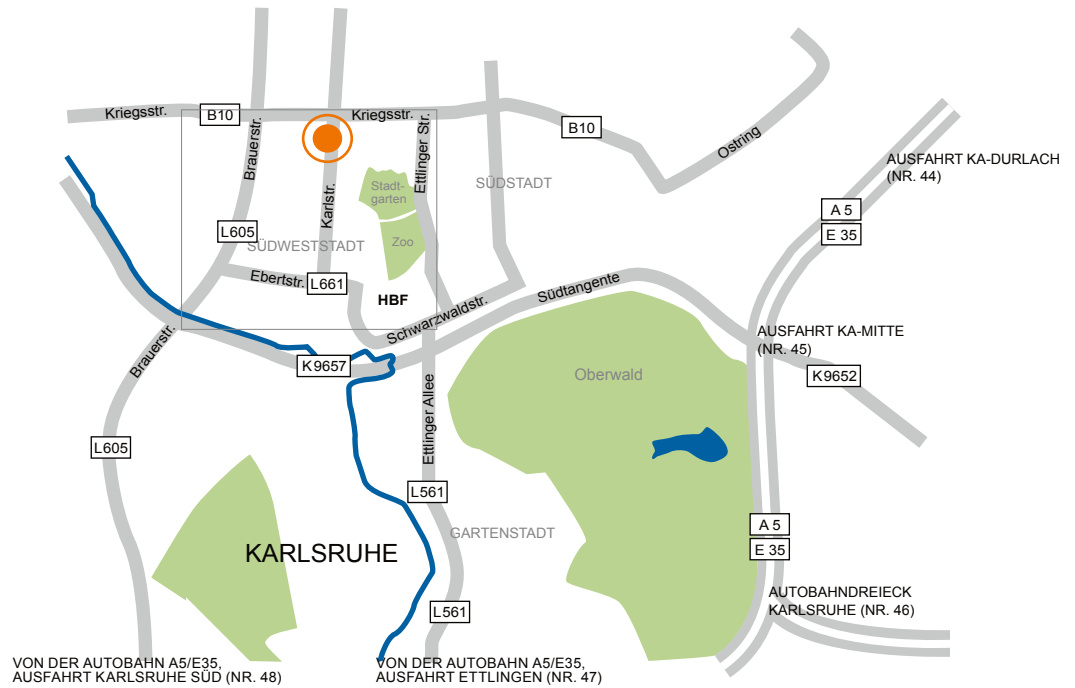 Kriegsstr.
B10
Kriegsstr.
B10
Ostring
Brauerstr.
Karlstr.
Ettlinger Str.
AUSFAHRT KA-DURLACH
(NR. 44)
Stadt-
garten
SÜDSTADT
A 5
E 35
L605
SÜDWESTSTADT
Zoo
Ebertstr.
L661
HBF
Schwarzwaldstr.
Südtangente
Brauerstr.
AUSFAHRT KA-MITTE
(NR. 45)
K9657
Oberwald
K9652
Ettlinger Allee
L605
L561
A 5
E 35
GARTENSTADT
KARLSRUHE
AUTOBAHNDREIECK
KARLSRUHE (NR. 46)
L561
VON DER AUTOBAHN A5/E35,
AUSFAHRT KARLSRUHE SÜD (NR. 48)
VON DER AUTOBAHN A5/E35,
AUSFAHRT ETTLINGEN (NR. 47)